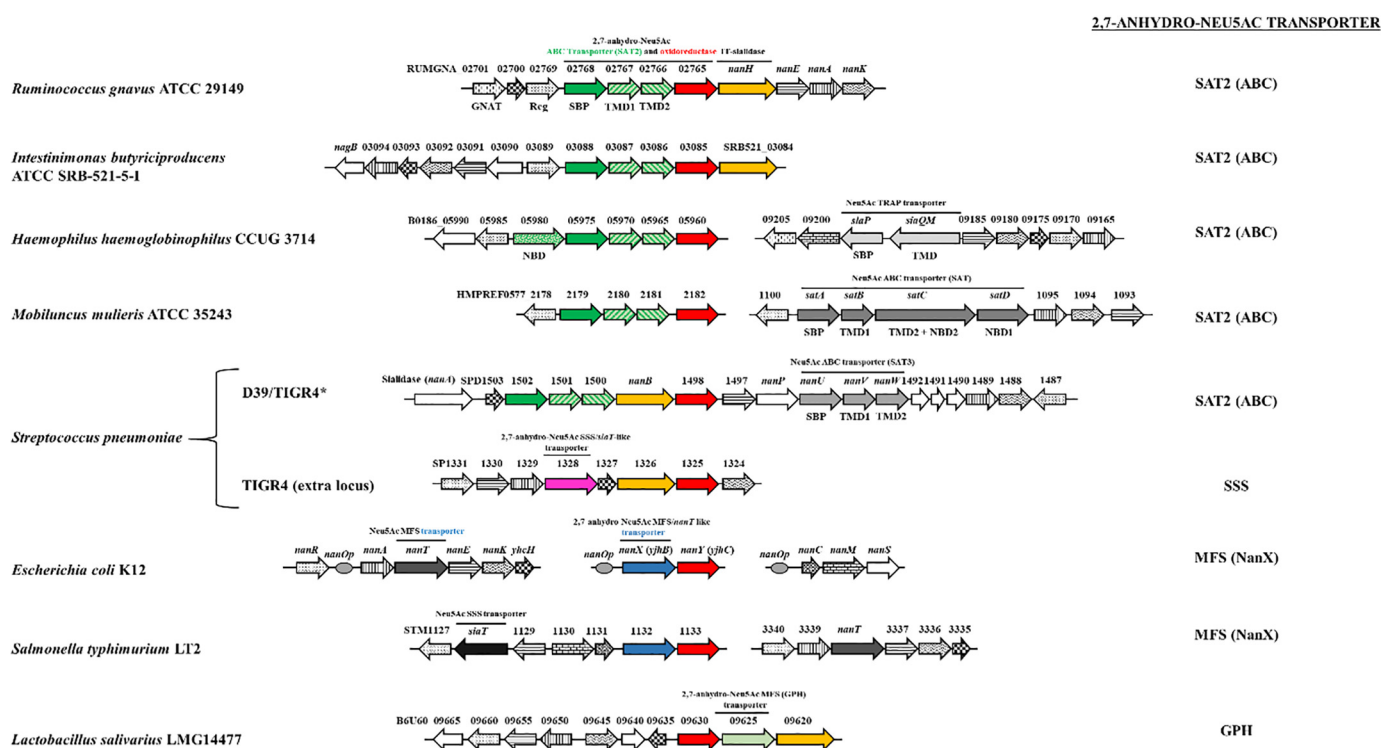 2,7-ANHYDRO-NEU5AC TRANSPORTER
2,7-anhydro-Neu5Ac
ABC Transporter (SAT2) and oxidoreductase IT-sialidase
RUMGNA 02701 02700 02769 02768 02767 02766 02765 nanH nanE nanA nanK
Ruminococcus gnavus ATCC 29149
SAT2 (ABC)
GNAT Reg SBP TMD1 TMD2
nagB 03094 03093 03092 03091 03090 03089 03088 03087 03086 03085 SRB521_03084
Intestinimonas butyriciproducens
ATCC SRB-521-5-I
SAT2 (ABC)
Neu5Ac TRAP transporter
B0186_05990 05985 05980 05975 05970 05965 05960 09205 09200 siaP siaQM 09185 09180 09175 09170 09165
Haemophilus haemoglobinophilus CCUG 3714
SAT2 (ABC)
NBD SBP TMD
Neu5Ac ABC transporter (SAT)
HMPREF0577 2178 2179 2180 2181 2182 1100 satA satB satC satD 1095 1094 1093
Mobiluncus mulieris ATCC 35243
SAT2 (ABC)
SBP TMD1 TMD2 + NBD2 NBD1
Neu5Ac ABC transporter (SAT3)
Sialidase (nanA) SPD1503 1502 1501 1500 nanB 1498 1497 nanP nanU nanV nanW 1492 1491 1490 1489 1488 1487
D39/TIGR4*
SAT2 (ABC)
SBP TMD1 TMD2
Streptococcus pneumoniae
2,7-anhydro-Neu5Ac SSS/siaT-like
transporter
SP1331 1330 1329 1328 1327 1326 1325 1324
TIGR4 (extra locus)
SSS
Neu5Ac MFS transporter
2,7 anhydro Neu5Ac MFS/nanT like
transporter
nanR nanOp nanA nanT nanE nanK yhcH nanOp nanX (yjhB) nanY (yjhC) nanOp nanC nanM nanS
Escherichia coli K12
MFS (NanX)
Neu5Ac SSS transporter
STM1127 siaT 1129 1130 1131 1132 1133 3340 3339 nanT 3337 3336 3335
Salmonella typhimurium LT2
MFS (NanX)
2,7-anhydro-Neu5Ac MFS (GPH)
transporter
B6U60 09665 09660 09655 09650 09645 09640 09635 09630 09625 09620
Lactobacillus salivarius LMG14477
GPH